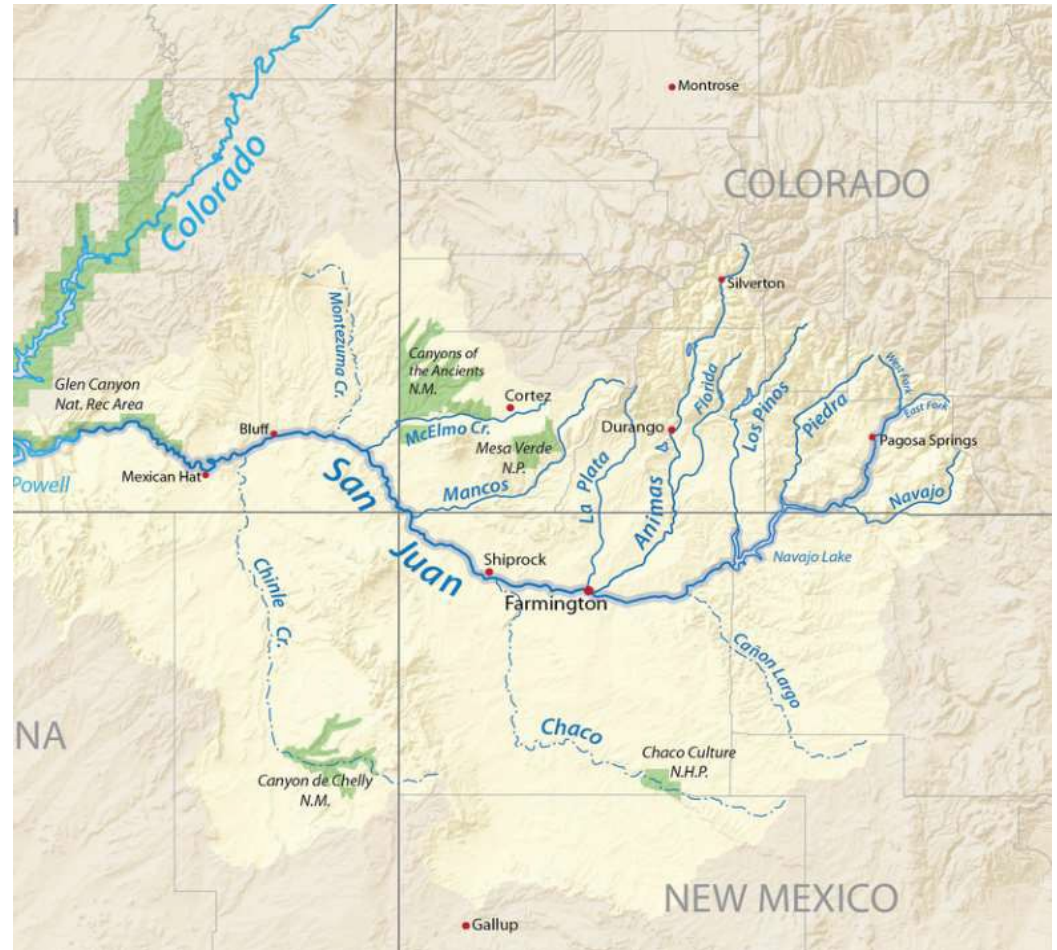 Montrose
COLORADO
H
Colorado
Silverton
Montezuma Cr.
Canyons of
the Ancients
N.M.
Glen Canyon
Nat. Rec Area
Cortez
McElmo Cr.
Bluff
Mesa Verde
N.P.
Durango
Florida
Los Pinos
Piedra
West Fork
East Fork
Pagosa Springs
Mexican Hat
Powell
San Juan
Mancos
La Plata
Animas
Navajo
Navajo Lake
Shiprock
Farmington
Chinle Cr.
Cañon Largo
Chaco
Chaco Culture
N.H.P.
NA
Canyon de Chelly
N.M.
NEW MEXICO
Gallup